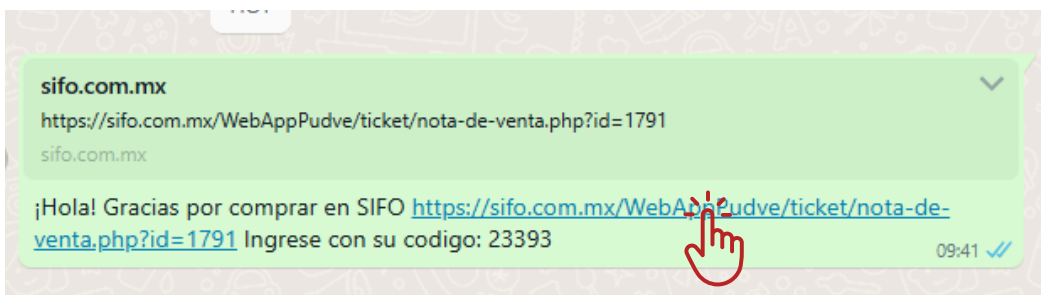 sifo.com.mx
https://sifo.com.mx/WebAppPudve/ticket/nota-de-venta.php?id=1791
sifo.com.mx
¡Hola! Gracias por comprar en SIFO https://sifo.com.mx/WebAppPudve/ticket/nota-de-
venta.php?id=1791 Ingrese con su codigo: 23393
09:41